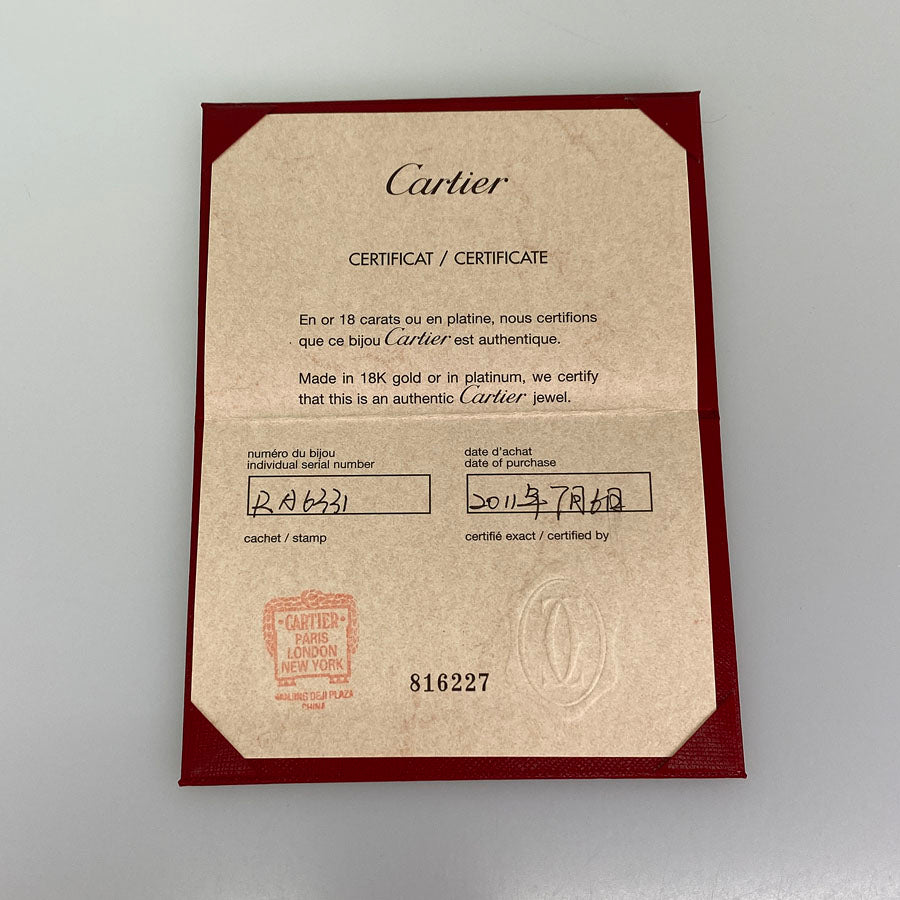 Cartier
CERTIFICAT / CERTIFICATE
En or 18 carats ou en platine, nous certifions
que ce bijou Cartier est authentique.
Made in 18K gold or in platinum, we certify
that this is an authentic Cartier jewel.
numéro du bijou
individual serial number
RA6331
date d'achat
date of purchase
2011年7月6日
cachet / stamp
certifié exact / certified by
·CARTIER·
PARIS
LONDON
NEW YORK
NANJING DEJI PLAZA
CHINA
816227